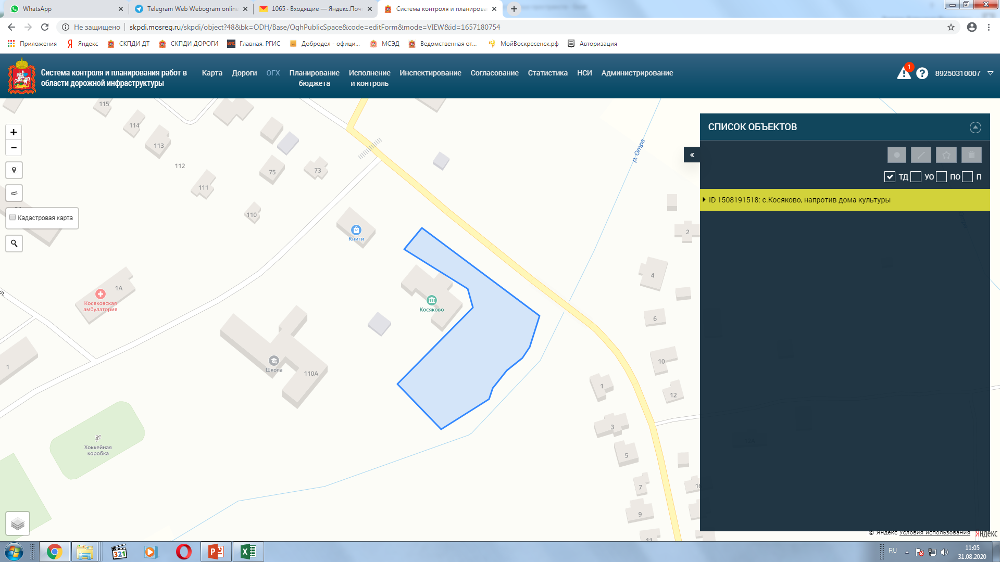 WhatsApp
Telegram Web Webogram online
1065 · Входящие — Яндекс.Поч
Система контроля и планирова
Не защищено
skpdi.mosreg.ru/skpdi/object?48&bk=ODH/Base/OghPublicSpace&code=editForm&mode=VIEW&id=1657180754
Приложения
Яндекс
СКПДИ ДТ
СКПДИ ДОРОГИ
Главная. РГИС
Добродел - офици...
МСЭД
Ведомственная от...
МойВоскресенск.рф
Авторизация
Система контроля и планирования работ в
области дорожной инфраструктуры
Карта
Дороги
ОГХ
Планирование
бюджета
Исполнение
и контроль
Инспектирование
Согласование
Статистика
НСИ
Администрирование
1
89250310007
115
114
113
112
111
110
75
73
р. Отра
+
−
Кадастровая карта
Книги
1А
Косяковская
амбулатория
ул.
Косяково
Школа
110А
1
Хоккейная
коробка
2
4
6
10
12
1
3
5
7
9
11
16
СПИСОК ОБЪЕКТОВ
«
ТД
УО
ПО
П
ID 1508191518: с.Косяково, напротив дома культуры
© Яндекс Условия использования
Яндекс
321
RU
11:05
31.08.2020